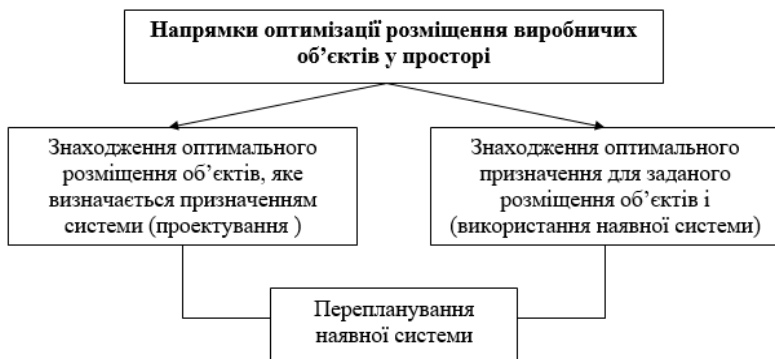 Напрямки оптимізації розміщення виробничих
об’єктів у просторі
Знаходження оптимального
розміщення об’єктів, яке
визначається призначенням
системи (проектування )
Знаходження оптимального
призначення для заданого
розміщення об’єктів і
(використання наявної системи)
Перепланування
наявної системи